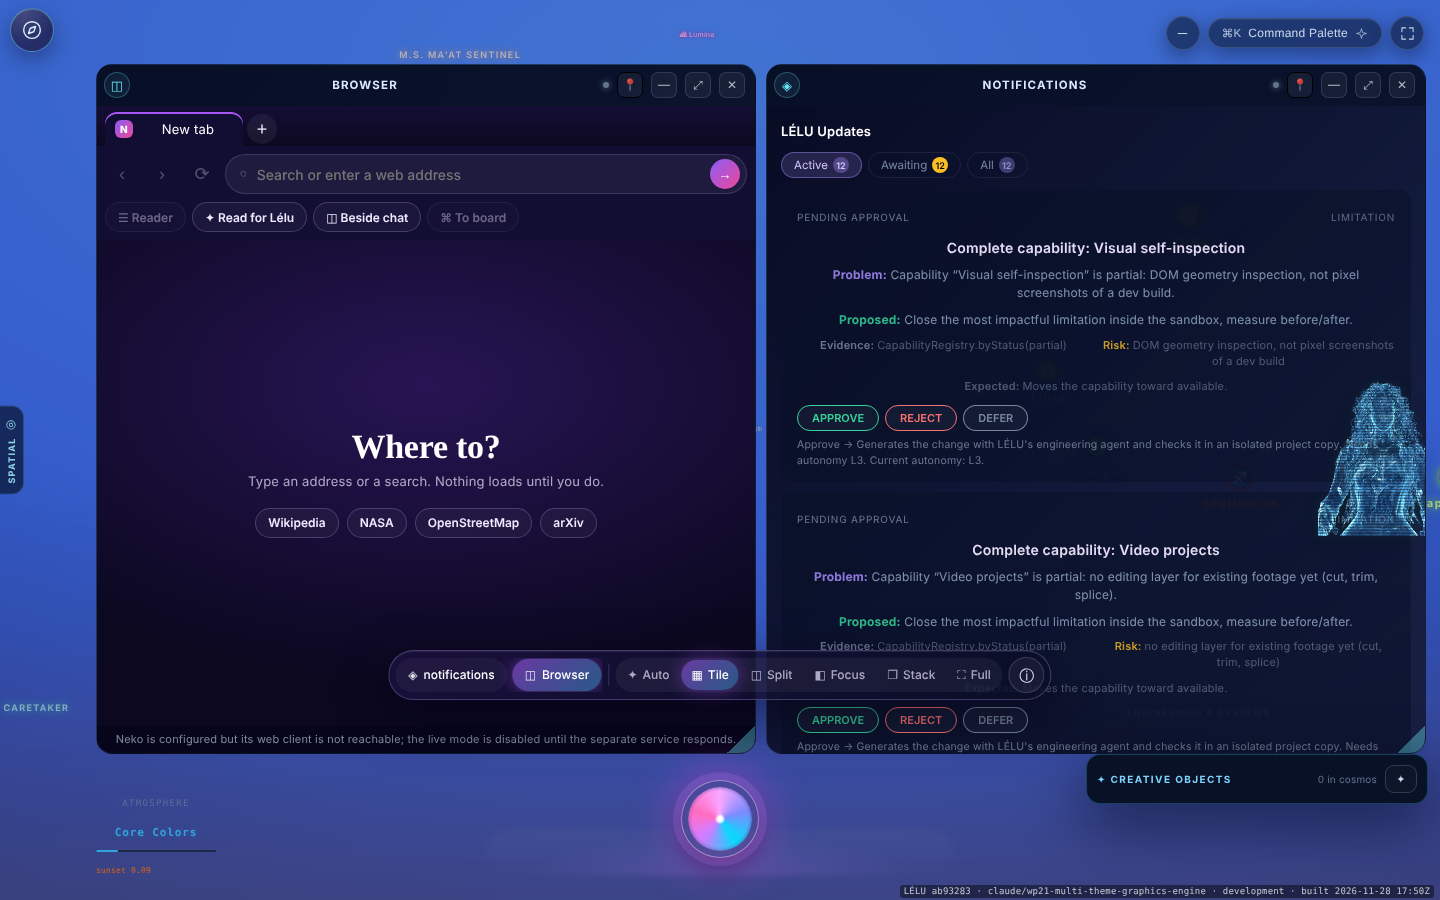 Lumina
M.S. MA'AT SENTINEL
⌘K Command Palette
BROWSER
N New tab +
Search or enter a web address
Reader
Read for Lélu
Beside chat
⌘ To board
Where to?
Type an address or a search. Nothing loads until you do.
Wikipedia
NASA
OpenStreetMap
arXiv
Neko is configured but its web client is not reachable; the live mode is disabled until the separate service responds.
NOTIFICATIONS
LÉLU Updates
Active 12
Awaiting 12
All 12
PENDING APPROVAL LIMITATION
Complete capability: Visual self-inspection
Problem: Capability “Visual self-inspection” is partial: DOM geometry inspection, not pixel
screenshots of a dev build.
Proposed: Close the most impactful limitation inside the sandbox, measure before/after.
Evidence: CapabilityRegistry.byStatus(partial)
Risk: DOM geometry inspection, not pixel screenshots
of a dev build
Expected: Moves the capability toward available.
APPROVE REJECT DEFER
Approve → Generates the change with LÉLU's engineering agent and checks it in an isolated project copy.
autonomy L3. Current autonomy: L3.
PENDING APPROVAL
Complete capability: Video projects
Problem: Capability “Video projects” is partial: no editing layer for existing footage yet (cut, trim,
splice).
Proposed: Close the most impactful limitation inside the sandbox, measure before/after.
Evidence: CapabilityRegistry.byStatus(partial)
Risk: no editing layer for existing footage yet (cut,
trim, splice)
the capability toward available.
APPROVE REJECT DEFER
Approve → Generates the change with LÉLU's engineering agent and checks it in an isolated project copy. Needs
notifications
Browser
Auto
Tile
Split
Focus
Stack
Full
SPATIAL
CARETAKER
CREATIVE OBJECTS
0 in cosmos
ATMOSPHERE
Core Colors
sunset 0.09
LÉLU ab93283 · claude/wp21-multi-theme-graphics-engine · development · built 2026-11-28 17:50Z